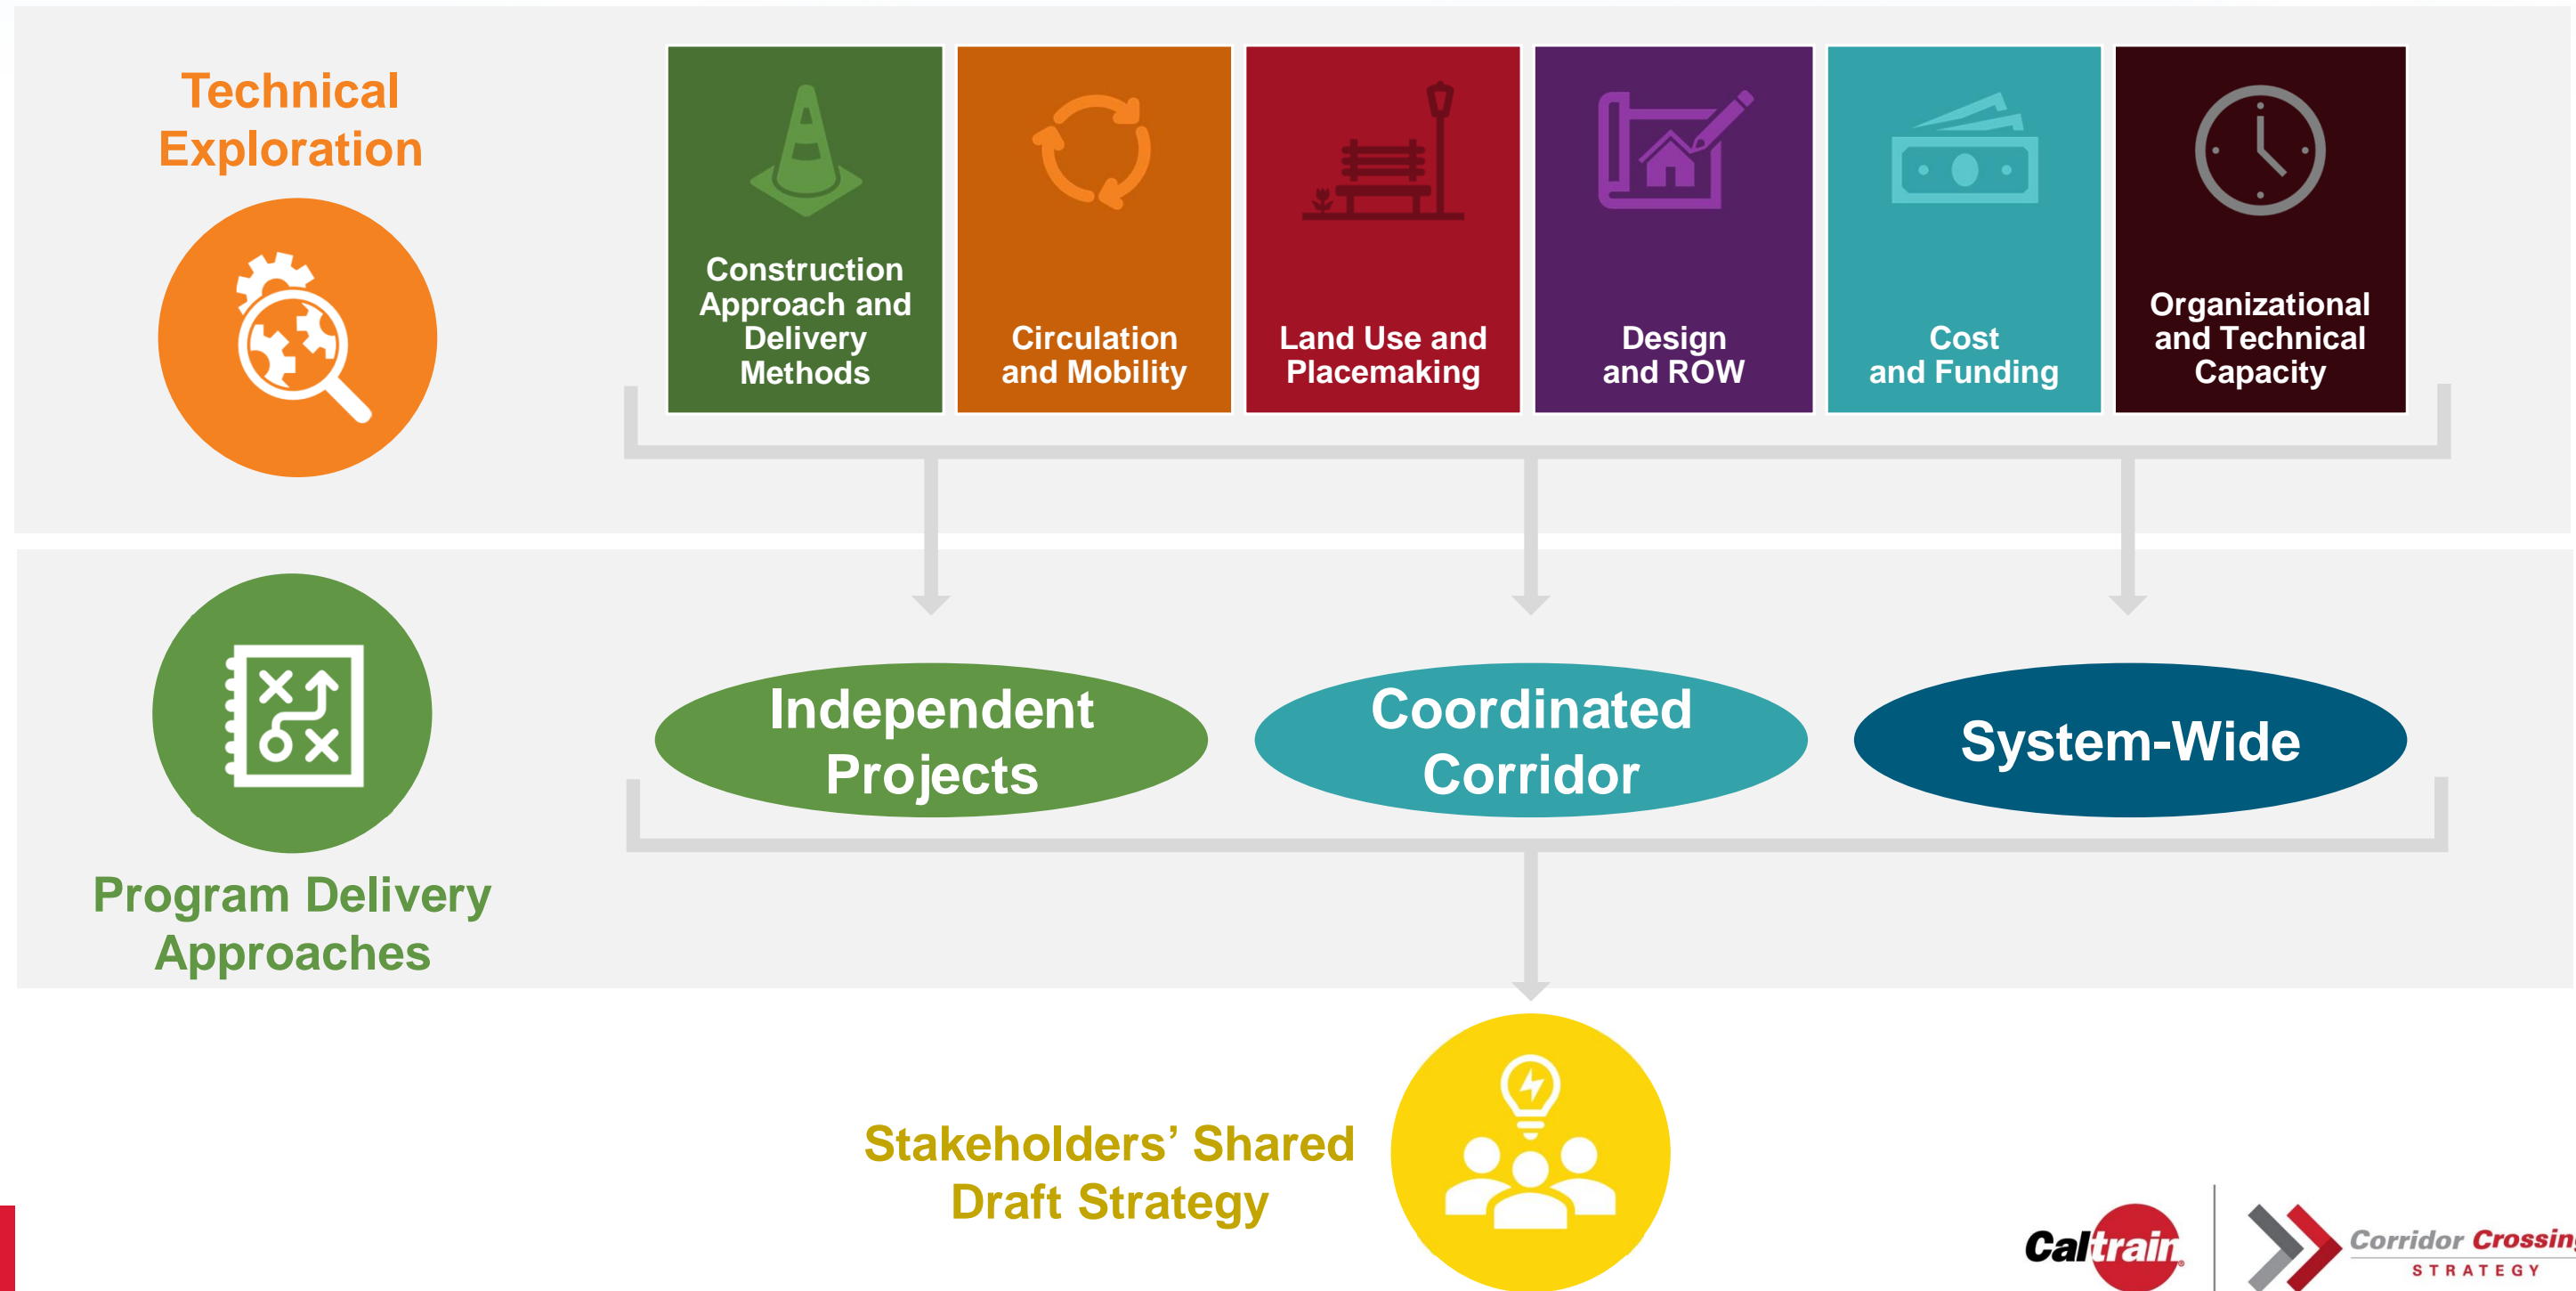 Technical
Exploration
Construction
Approach and
Delivery
Methods
Circulation
and Mobility
Land Use and
Placemaking
Design
and ROW
Cost
and Funding
Organizational
and Technical
Capacity
Program Delivery
Approaches
Independent
Projects
Coordinated
Corridor
System-Wide
Stakeholders’ Shared
Draft Strategy
Caltrain
Corridor Crossing
STRATEGY